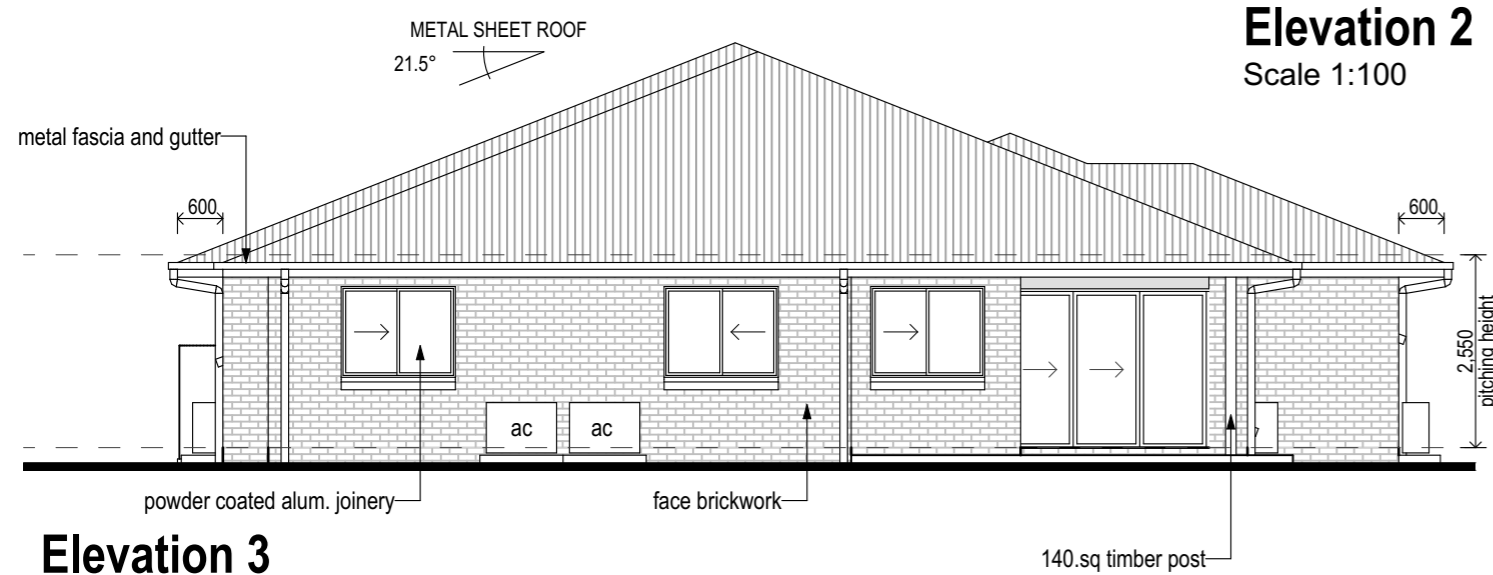 Elevation 2
Scale 1:100
METAL SHEET ROOF
21.5°
metal fascia and gutter
600
600
2,550
pitching height
ac
ac
powder coated alum. joinery
face brickwork
140.sq timber post
Elevation 3